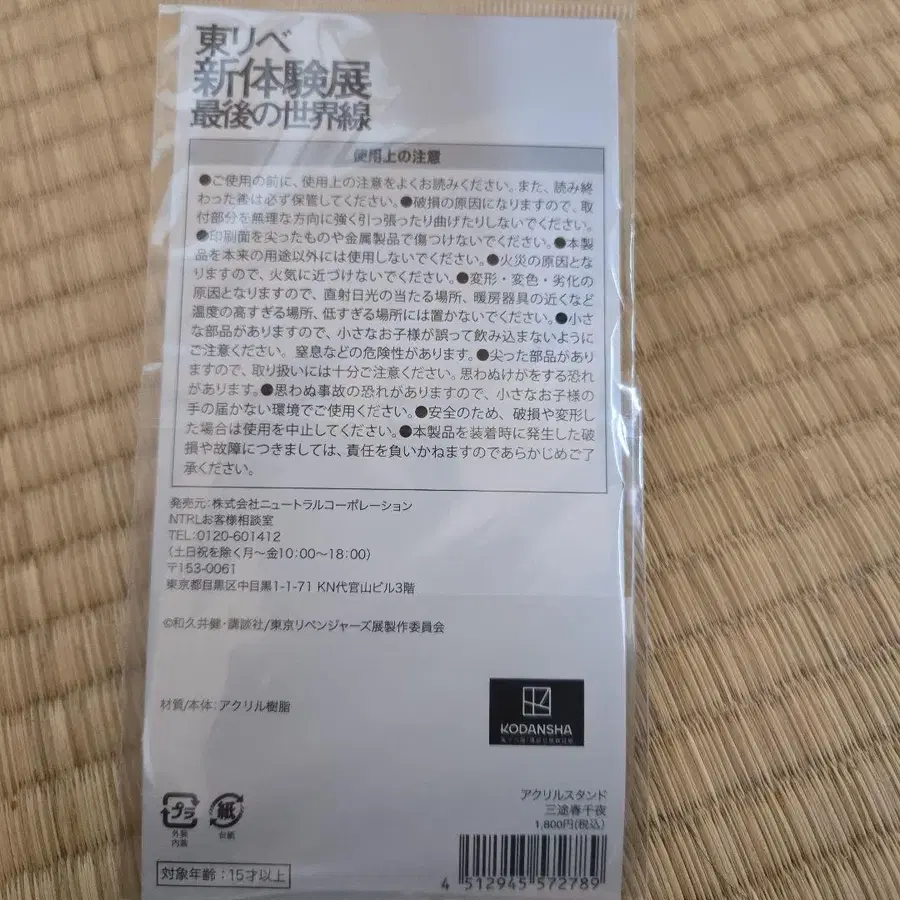 東リベ
新体験展
最後の世界線
使用上の注意
●ご使用の前に、使用上の注意をよくお読みください。また、読み終
わった後は必ず保管してください。●破損の原因になりますので、取
付部分を無理な方向に強く引っ張ったり曲げたりしないでください。
●印刷面を尖ったものや金属製品で傷つけないでください。●本製
品を本来の用途以外には使用しないでください。●火災の原因とな
りますので、火気に近づけないでください。●変形・変色・劣化の
原因となりますので、直射日光の当たる場所、暖房器具の近くなど
温度の高すぎる場所、低すぎる場所には置かないでください。●小さ
な部品がありますので、小さなお子様が誤って飲み込まないように
ご注意ください。窒息などの危険性があります。●尖った部品があり
ますので、取り扱いには十分ご注意ください。思わぬけがをする恐れ
があります。●思わぬ事故の恐れがありますので、小さなお子様の
手の届かない環境でご使用ください。●安全のため、破損や変形し
た場合は使用を中止してください。●本製品を装着時に発生した破
損や故障につきましては、責任を負いかねますのであらかじめご了
承ください。
発売元:株式会社ニュートラルコーポレーション
NTRLお客様相談室
TEL:0120-601412
(土日祝を除く月〜金10:00〜18:00)
〒153-0061
東京都目黒区中目黒1-1-71 KN代官山ビル3階
©和久井健・講談社/東京リベンジャーズ展製作委員会
材質/本体:アクリル樹脂
KODANSHA
アクリルスタンド
三途春千夜
1,800円(税込)
プラ 紙
外装 台紙
内装
対象年齢:15才以上
4 512945 572789